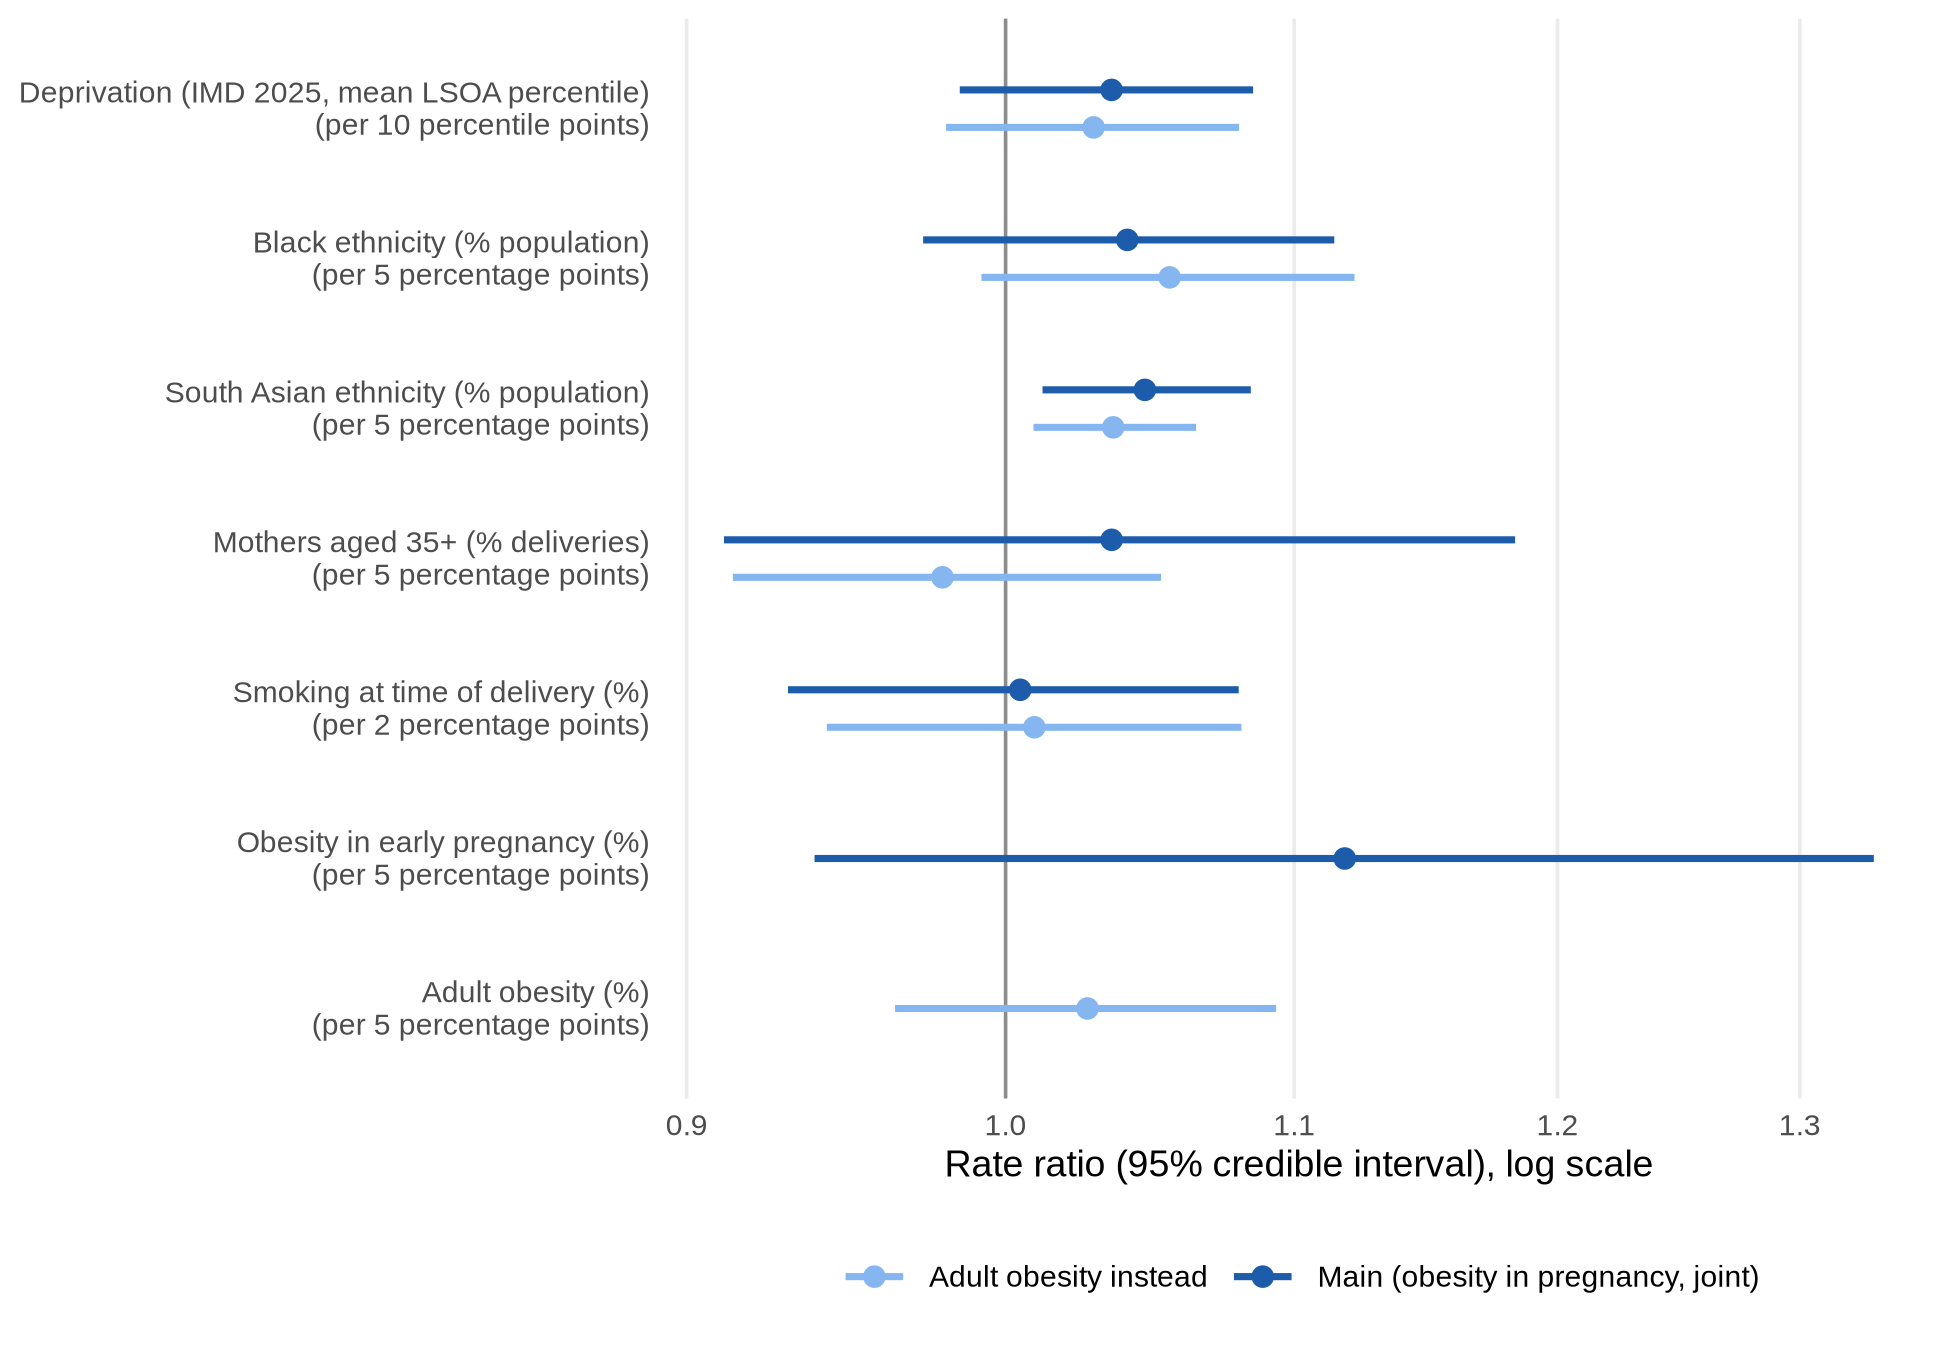 Deprivation (IMD 2025, mean LSOA percentile)
(per 10 percentile points)
Black ethnicity (% population)
(per 5 percentage points)
South Asian ethnicity (% population)
(per 5 percentage points)
Mothers aged 35+ (% deliveries)
(per 5 percentage points)
Smoking at time of delivery (%)
(per 2 percentage points)
Obesity in early pregnancy (%)
(per 5 percentage points)
Adult obesity (%)
(per 5 percentage points)
0.9 1.0 1.1 1.2 1.3
Rate ratio (95% credible interval), log scale
Adult obesity instead Main (obesity in pregnancy, joint)